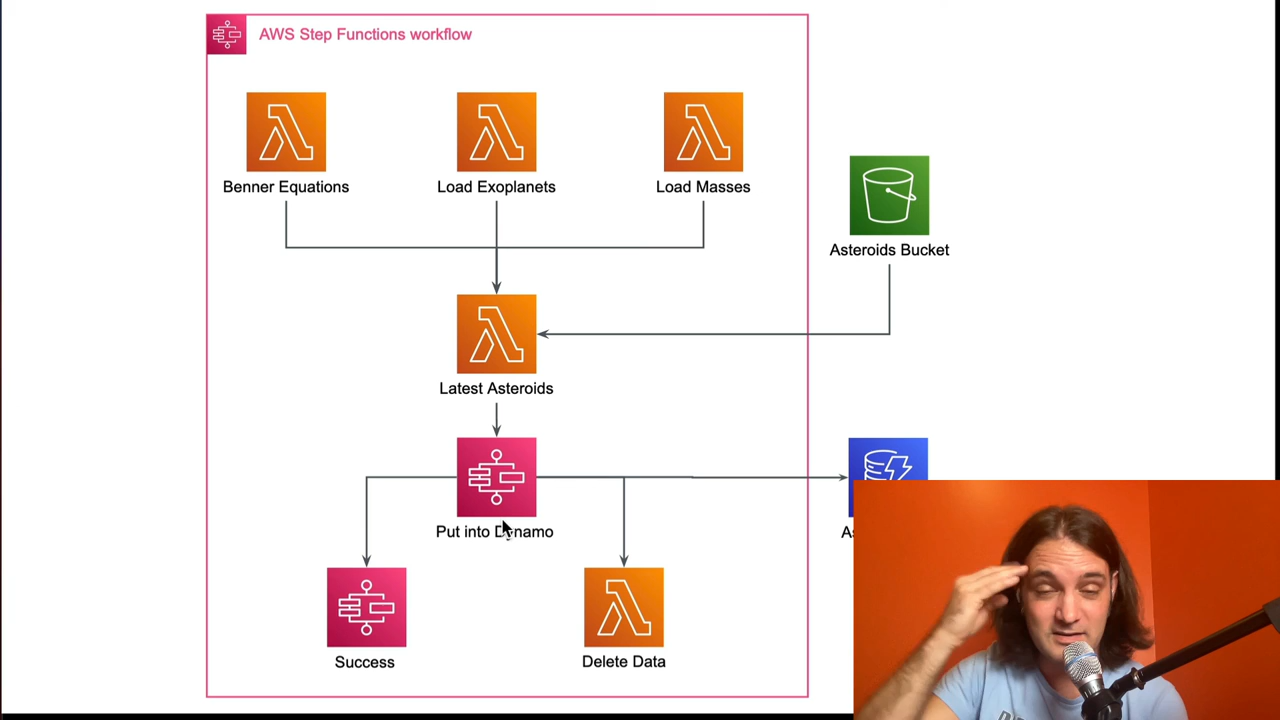 AWS Step Functions workflow
Benner Equations
Load Exoplanets
Load Masses
Asteroids Bucket
Latest Asteroids
Put into Dynamo
Success
Delete Data